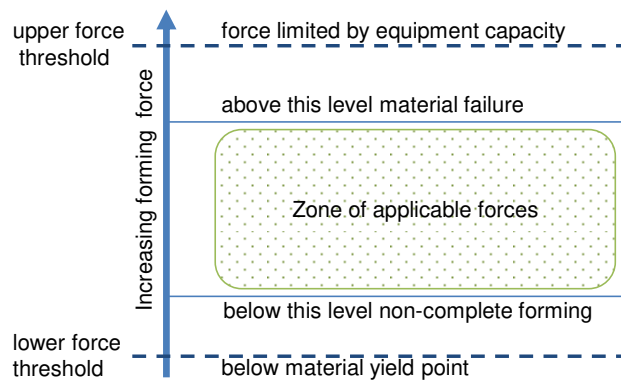 upper force
threshold
force limited by equipment capacity
Increasing forming force
above this level material failure
Zone of applicable forces
below this level non-complete forming
lower force
threshold
below material yield point